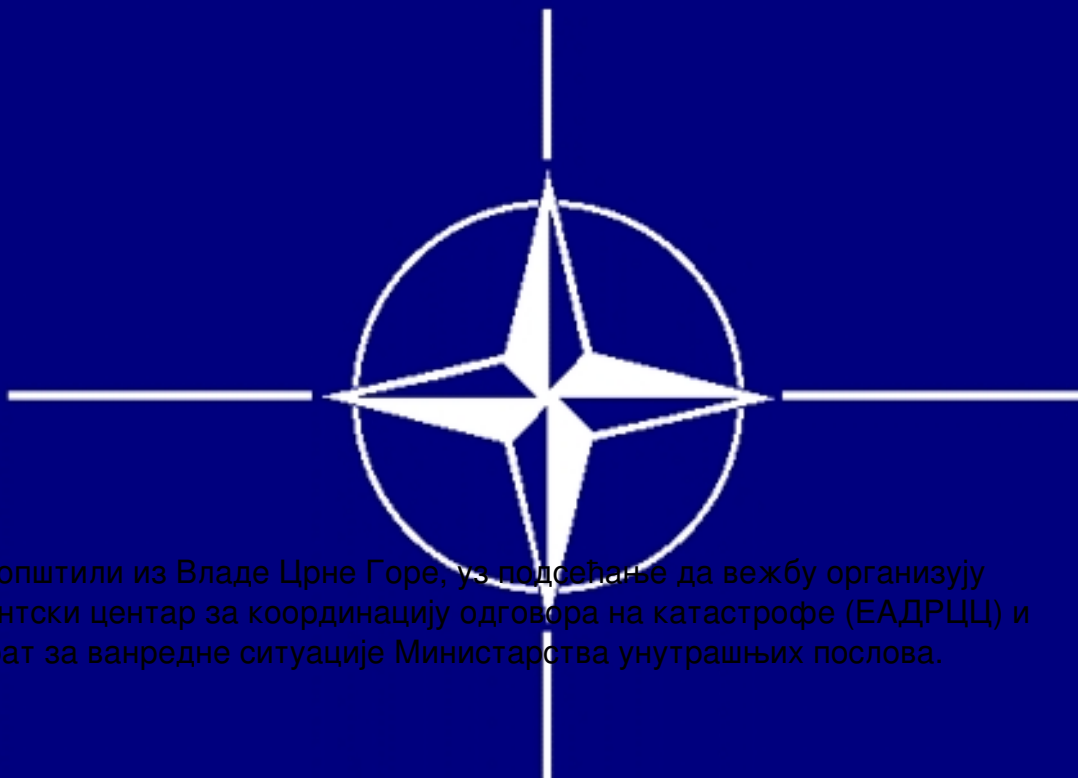 општили из Владе Црне Горе, уз подсећање да вежбу организују
нтски центар за координацију одговора на катастрофе (ЕАДРЦЦ) и
ат за ванредне ситуације Министарства унутрашњих послова.